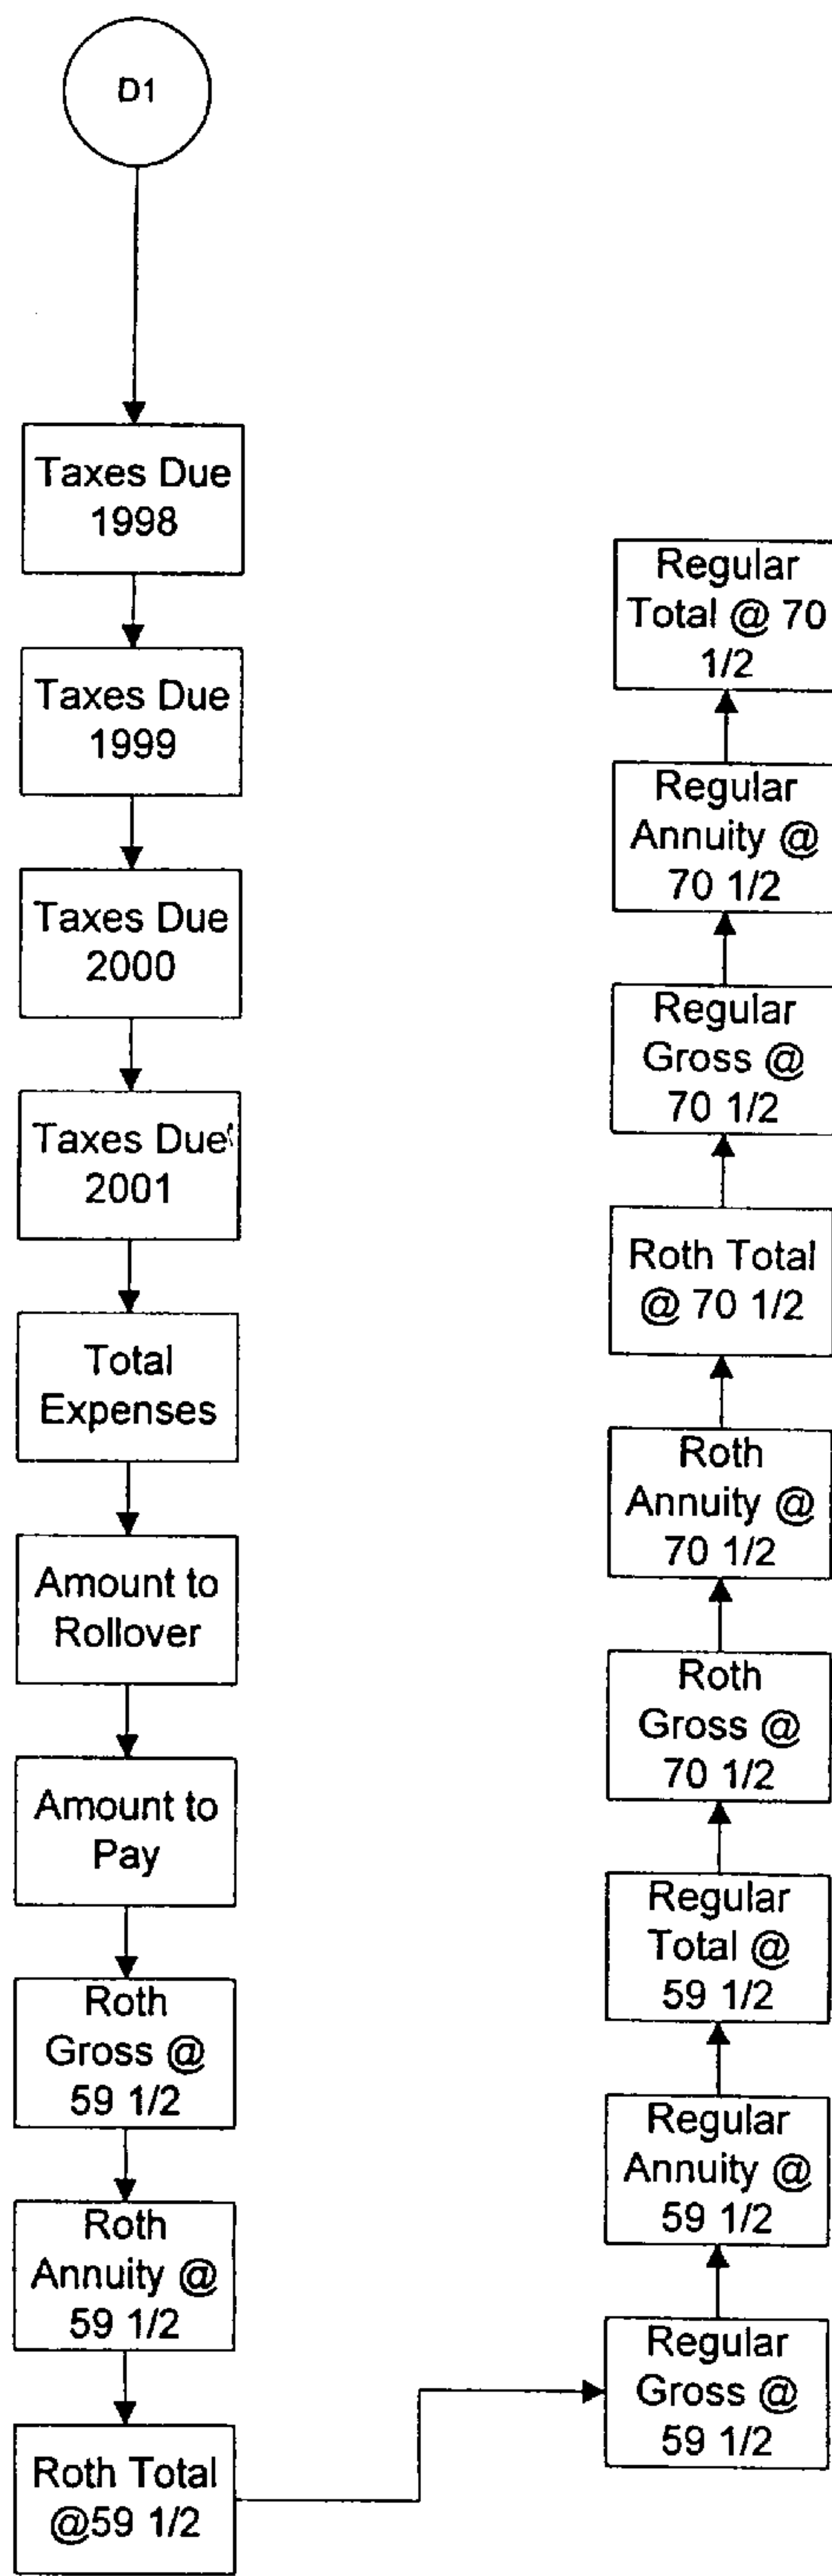 D1
Taxes Due
1998
Taxes Due
1999
Taxes Due
2000
Taxes Due
2001
Total
Expenses
Amount to
Rollover
Amount to
Pay
Roth
Gross @
59 1/2
Roth
Annuity @
59 1/2
Roth Total
@59 1/2
Regular
Gross @
59 1/2
Regular
Annuity @
59 1/2
Regular
Total @
59 1/2
Roth
Gross @
70 1/2
Roth
Annuity @
70 1/2
Roth Total
@ 70 1/2
Regular
Gross @
70 1/2
Regular
Annuity @
70 1/2
Regular
Total @ 70
1/2